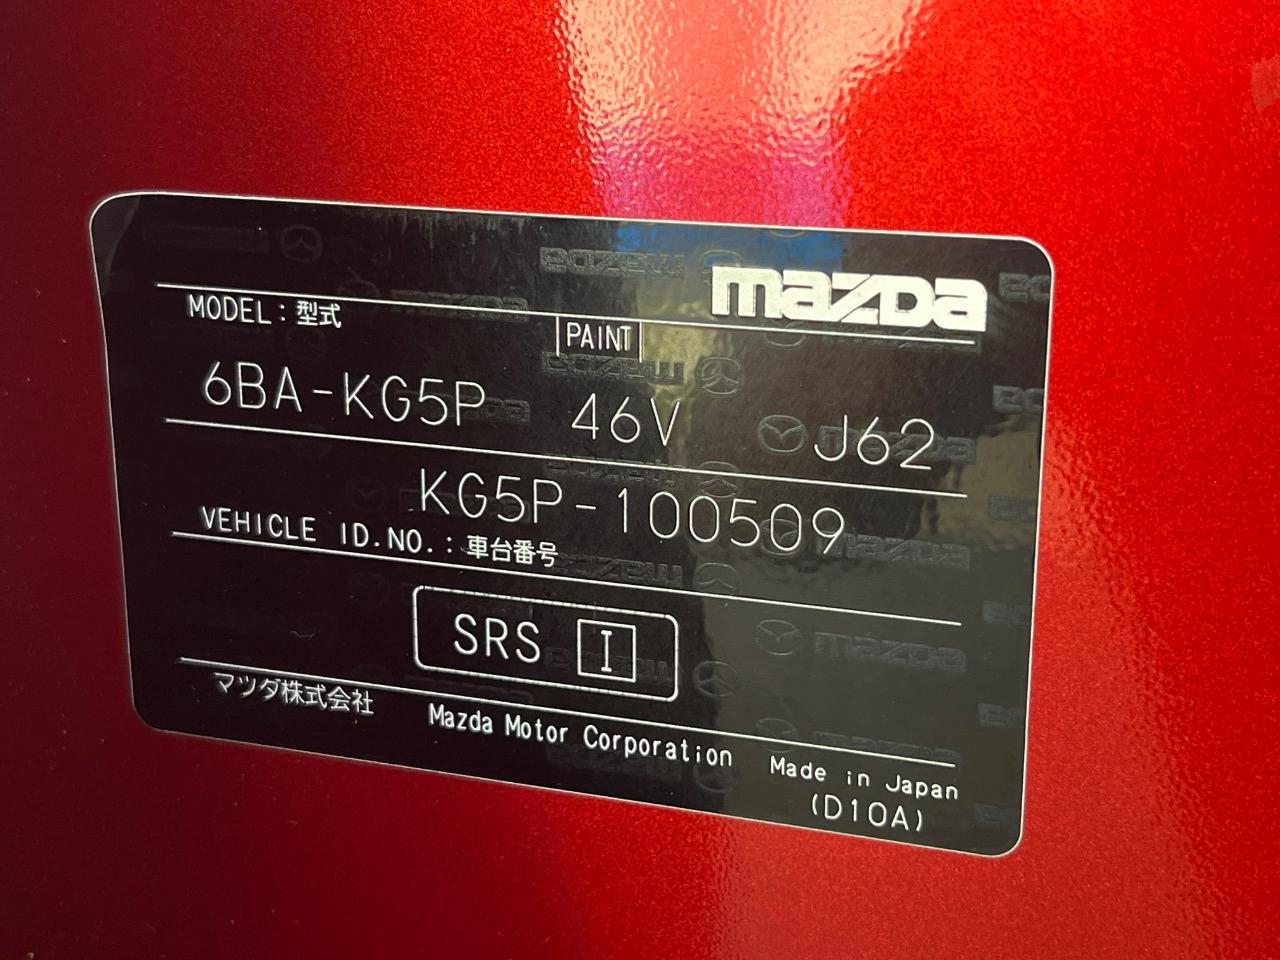 mazda
MODEL：型式
PAINT
6BA-KG5P 46V J62
KG5P-100509
VEHICLE ID.NO.：車台番号
SRS I
マツダ株式会社 Mazda Motor Corporation Made in Japan
(D10A)